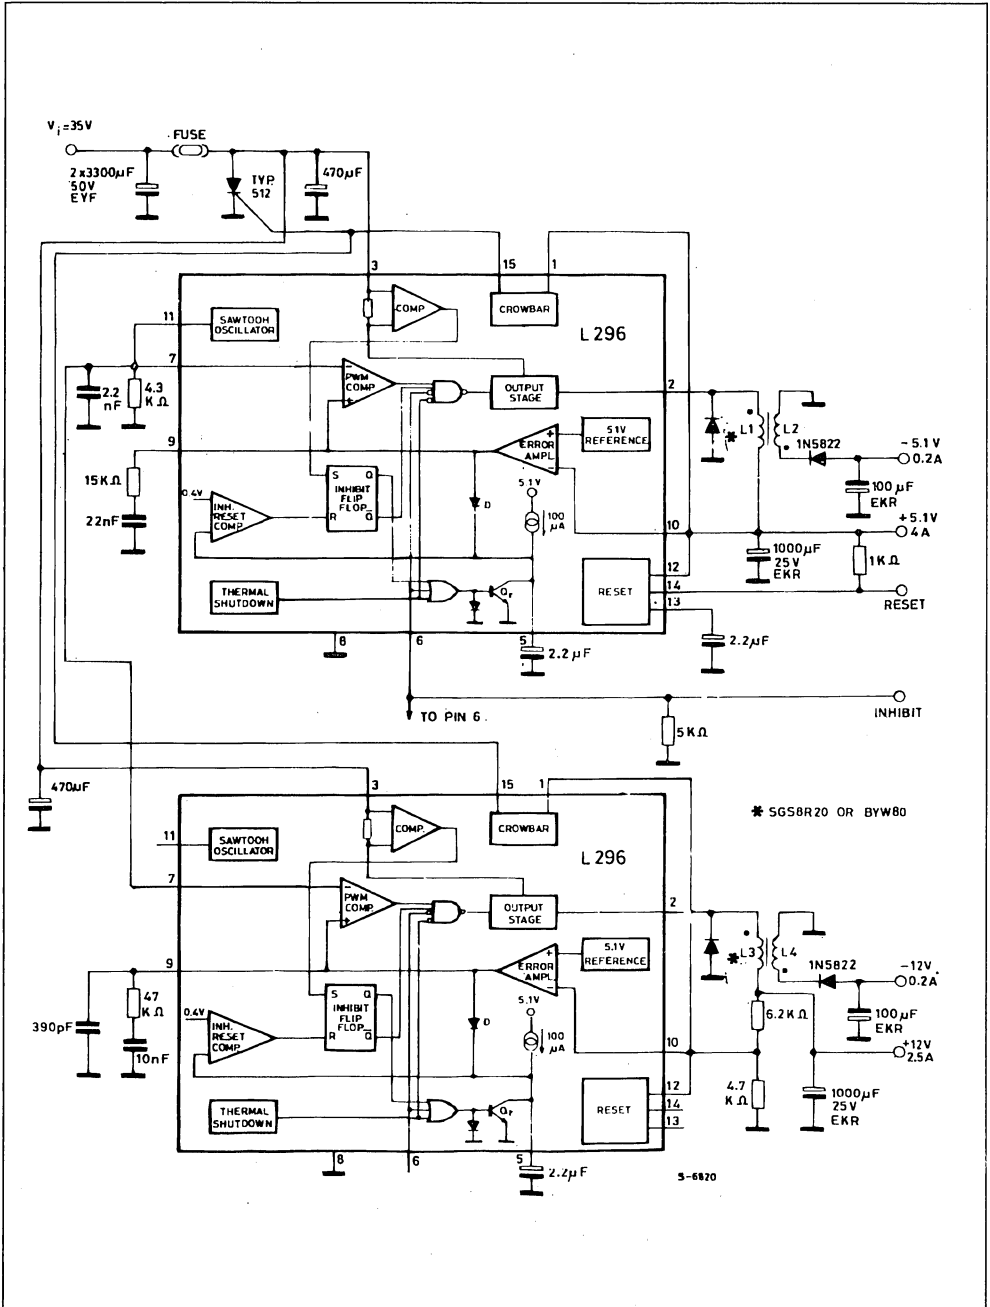 Vi=35V
FUSE
2x3300µF
50V
EYF
TYP.
512
470µF
3
15
1
11
SAWTOOH
OSCILLATOR
COMP
CROWBAR
L296
7
2.2
nF
4.3
KΩ
−
PWM
COMP.
+
OUTPUT
STAGE
2
*
L1
L2
1N5822
−5.1V
0.2A
100µF
EKR
9
5.1V
REFERENCE
+
ERROR
AMPL.
−
15KΩ
22nF
0.4V
INH.
RESET
COMP.
S Q
INHIBIT
FLIP
FLOP
R Q̅
D
5.1V
100
µA
10
+5.1V
4A
1000µF
25V
EKR
1KΩ
THERMAL
SHUTDOWN
Qr
RESET
12
14
13
RESET
8
6
5
2.2µF
2.2µF
TO PIN 6.
5KΩ
INHIBIT
470µF
3
15
1
* SGS8R20 OR BYW80
11
SAWTOOH
OSCILLATOR
COMP.
CROWBAR
L296
7
−
PWM
COMP.
+
OUTPUT
STAGE
2
*
L3
L4
1N5822
−12V
0.2A
100µF
EKR
9
5.1V
REFERENCE
+
ERROR
AMPL.
−
390pF
47
KΩ
10nF
0.4V
INH.
RESET
COMP.
S Q
INHIBIT
FLIP
FLOP
R Q̅
D
5.1V
100
µA
10
6.2KΩ
+12V
2.5A
4.7
KΩ
1000µF
25V
EKR
THERMAL
SHUTDOWN
Qr
RESET
12
14
13
8
6
5
2.2µF
S-6820